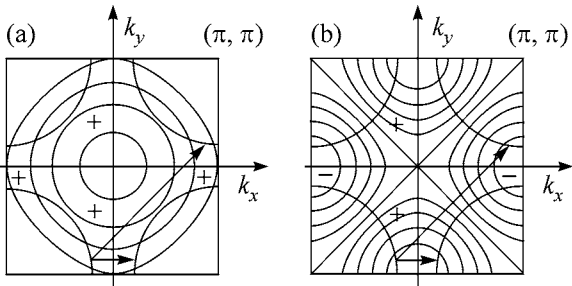 (a) k_y (π, π)
+
+ +
k_x
+
(b) k_y (π, π)
+
− −
k_x
+